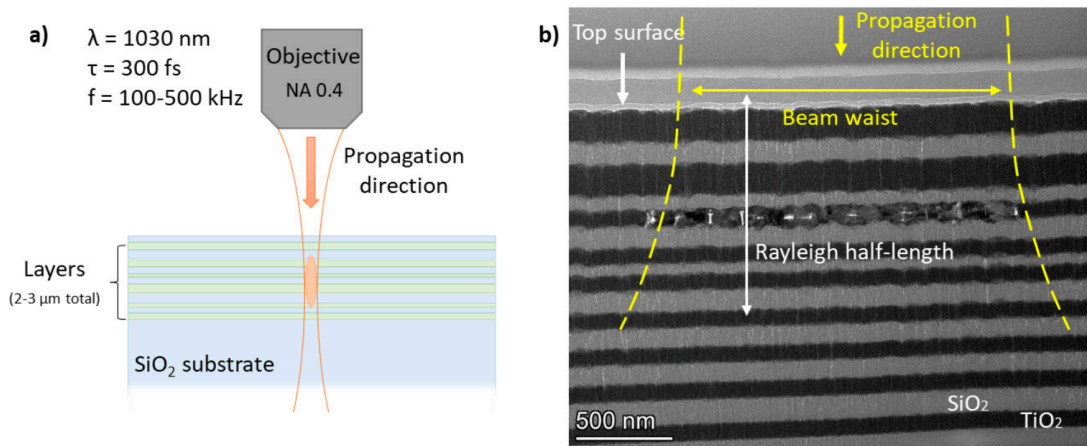 a)
λ = 1030 nm
τ = 300 fs
f = 100-500 kHz
Objective
NA 0.4
Propagation
direction
Layers
(2-3 μm total)
SiO₂ substrate
b)
Top surface
Propagation
direction
Beam waist
Rayleigh half-length
SiO₂
TiO₂
500 nm